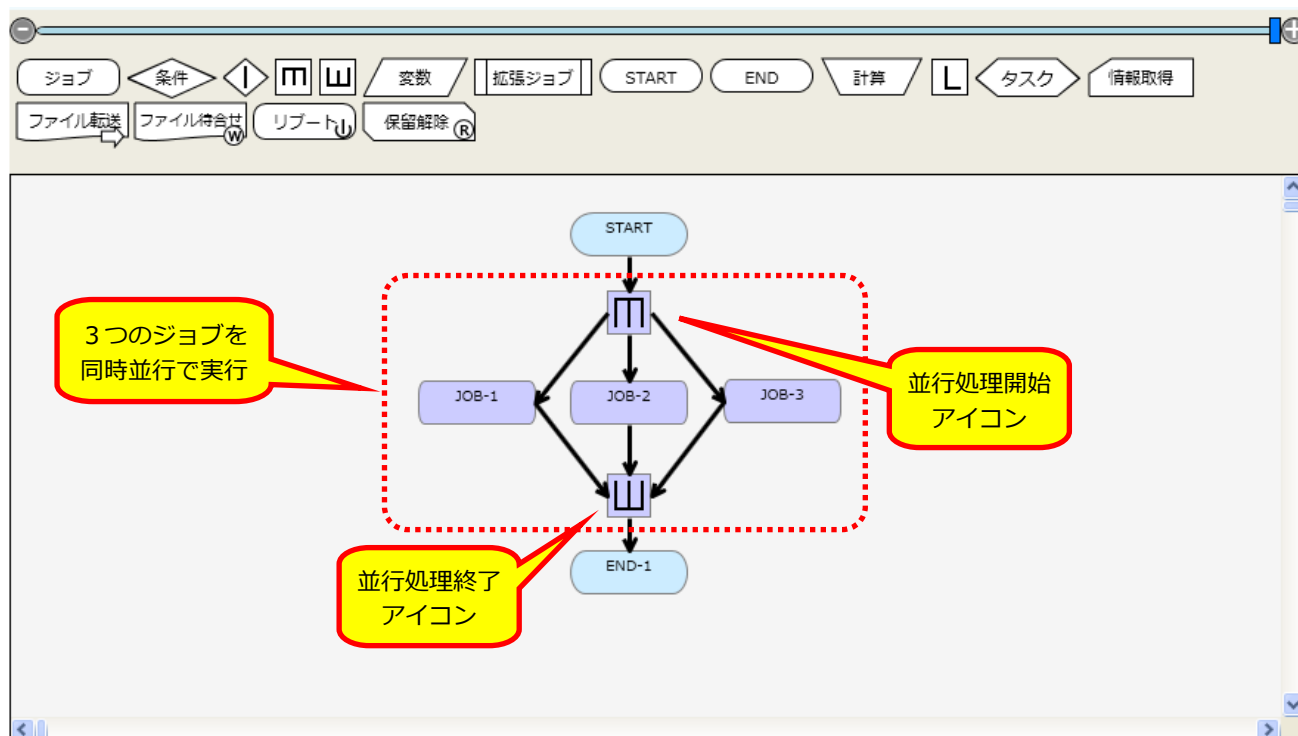 ジョブ 条件 変数 拡張ジョブ START END 計算 L タスク 情報取得
ファイル転送 ファイル待合せ W リブート 保留解除 R
START
3つのジョブを
同時並行で実行
並行処理開始
アイコン
JOB-1 JOB-2 JOB-3
END-1
並行処理終了
アイコン